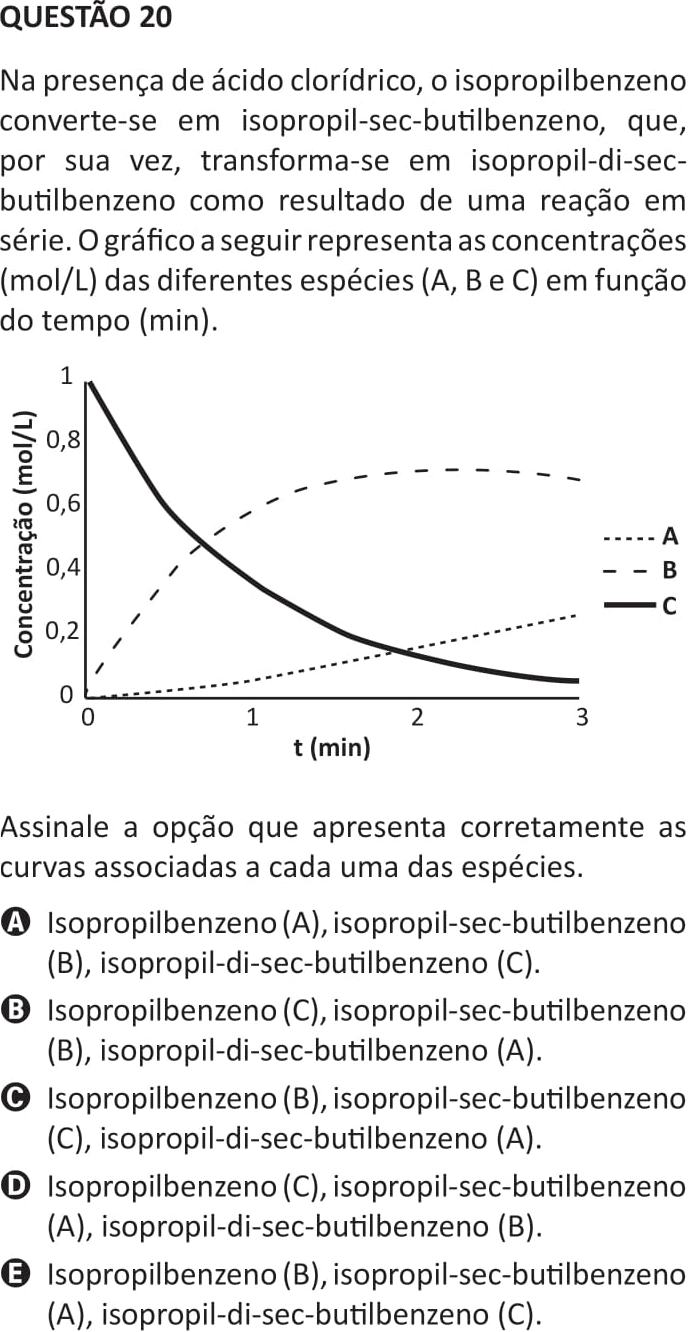 QUESTÃO 20
Na presença de ácido clorídrico, o isopropilbenzeno
converte-se em isopropil-sec-butilbenzeno, que,
por sua vez, transforma-se em isopropil-di-sec-
butilbenzeno como resultado de uma reação em
série. O gráfico a seguir representa as concentrações
(mol/L) das diferentes espécies (A, B e C) em função
do tempo (min).
Concentração (mol/L)
1
0,8
0,6
0,4
0,2
0
0 1 2 3
t (min)
A
B
C
Assinale a opção que apresenta corretamente as
curvas associadas a cada uma das espécies.
A Isopropilbenzeno (A), isopropil-sec-butilbenzeno
(B), isopropil-di-sec-butilbenzeno (C).
B Isopropilbenzeno (C), isopropil-sec-butilbenzeno
(B), isopropil-di-sec-butilbenzeno (A).
C Isopropilbenzeno (B), isopropil-sec-butilbenzeno
(C), isopropil-di-sec-butilbenzeno (A).
D Isopropilbenzeno (C), isopropil-sec-butilbenzeno
(A), isopropil-di-sec-butilbenzeno (B).
E Isopropilbenzeno (B), isopropil-sec-butilbenzeno
(A), isopropil-di-sec-butilbenzeno (C).